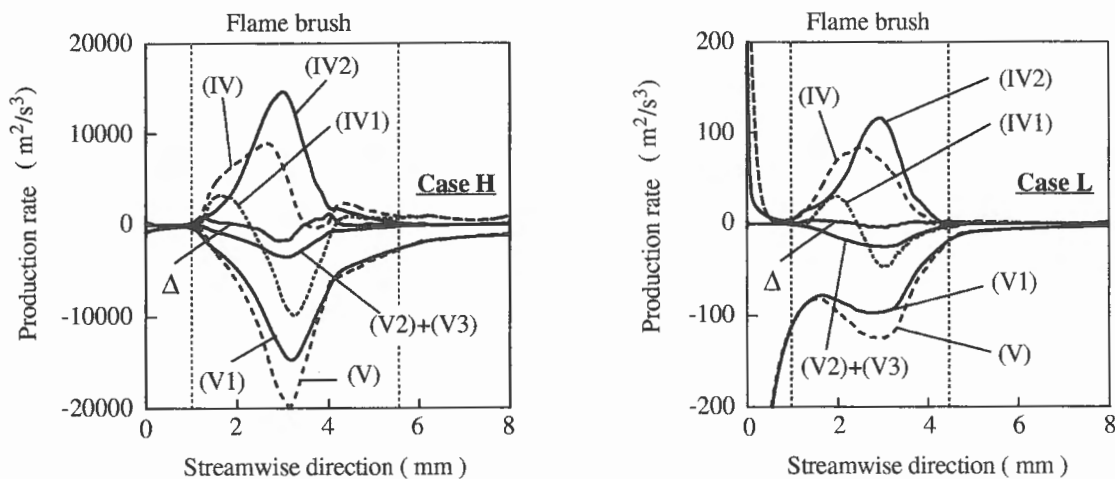 Flame brush
20000
10000
0
-10000
-20000
Production rate ( m²/s³ )
(IV)
(IV2)
(IV1)
Case H
Δ
(V2)+(V3)
(V1)
(V)
0 2 4 6 8
Streamwise direction ( mm )
Flame brush
200
100
0
-100
-200
Production rate ( m²/s³ )
(IV)
(IV2)
(IV1)
Case L
Δ
(V1)
(V2)+(V3)
(V)
0 2 4 6 8
Streamwise direction ( mm )